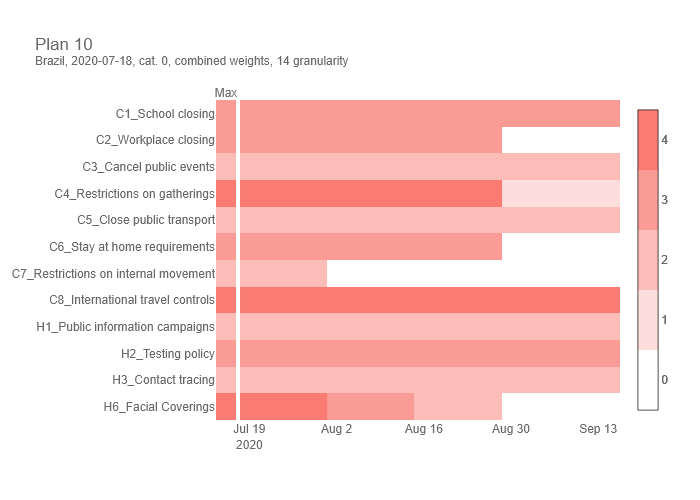 Plan 10
Brazil, 2020-07-18, cat. 0, combined weights, 14 granularity
Max
C1_School closing
C2_Workplace closing
C3_Cancel public events
C4_Restrictions on gatherings
C5_Close public transport
C6_Stay at home requirements
C7_Restrictions on internal movement
C8_International travel controls
H1_Public information campaigns
H2_Testing policy
H3_Contact tracing
H6_Facial Coverings
Jul 19 Aug 2 Aug 16 Aug 30 Sep 13
2020
4
3
2
1
0